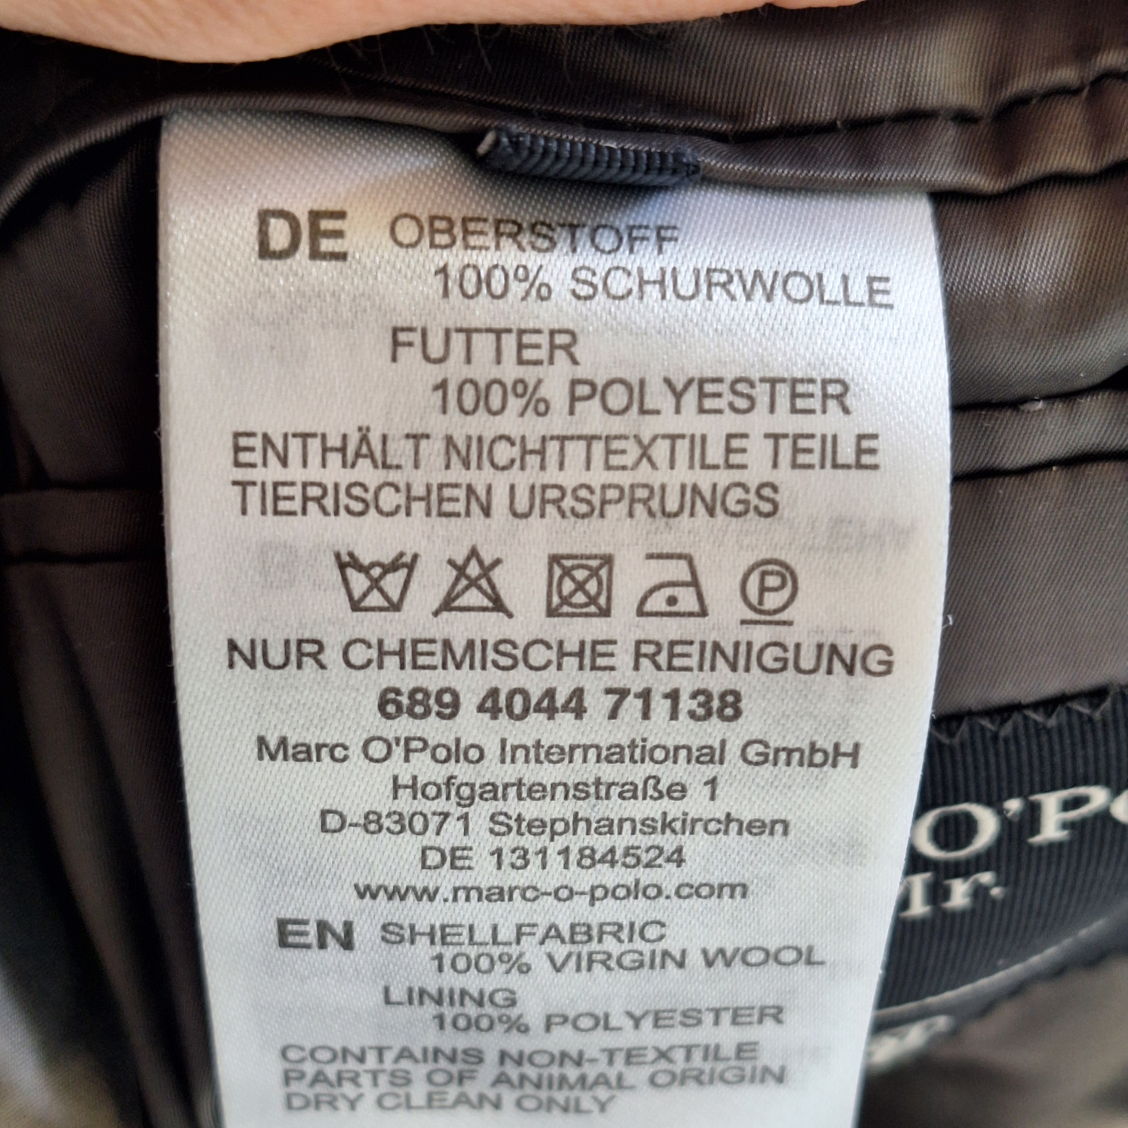 DE OBERSTOFF
100% SCHURWOLLE
FUTTER
100% POLYESTER
ENTHÄLT NICHTTEXTILE TEILE
TIERISCHEN URSPRUNGS
P
NUR CHEMISCHE REINIGUNG
689 4044 71138
Marc O'Polo International GmbH
Hofgartenstraße 1
D-83071 Stephanskirchen
DE 131184524
www.marc-o-polo.com
EN SHELLFABRIC
100% VIRGIN WOOL
LINING
100% POLYESTER
CONTAINS NON-TEXTILE
PARTS OF ANIMAL ORIGIN
DRY CLEAN ONLY
O'Po
Mr.